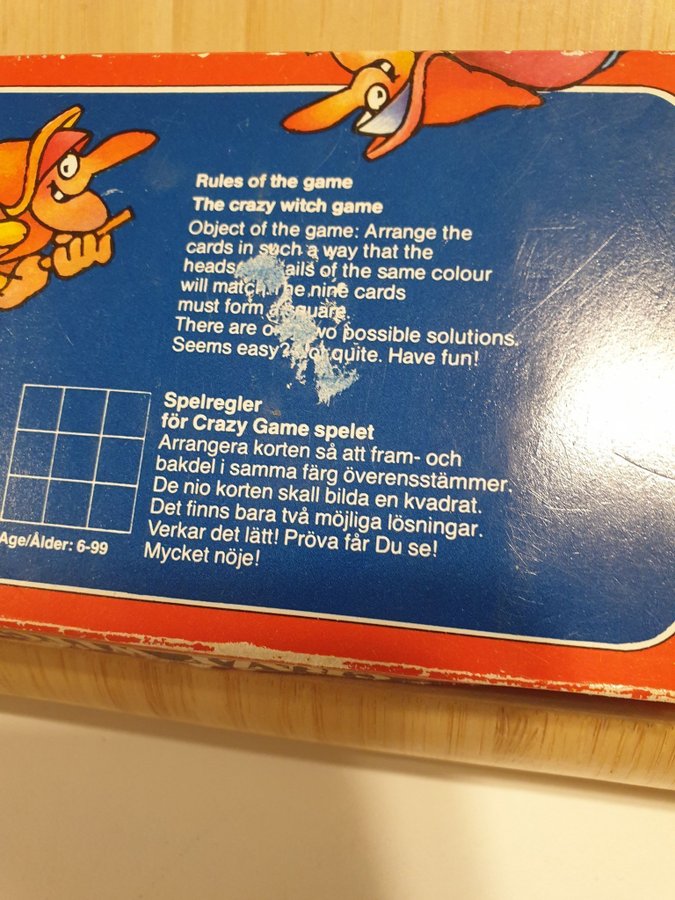 Rules of the game
The crazy witch game
Object of the game: Arrange the
cards in such a way that the
heads of the same colour
will match. nine cards
must form a square.
There are possible solutions.
Seems easy? quite. Have fun!
Spelregler
för Crazy Game spelet
Arrangera korten så att fram- och
bakdel i samma färg överensstämmer.
De nio korten skall bilda en kvadrat.
Det finns bara två möjliga lösningar.
Verkar det lätt! Pröva får Du se!
Mycket nöje!
Age/Ålder: 6-99